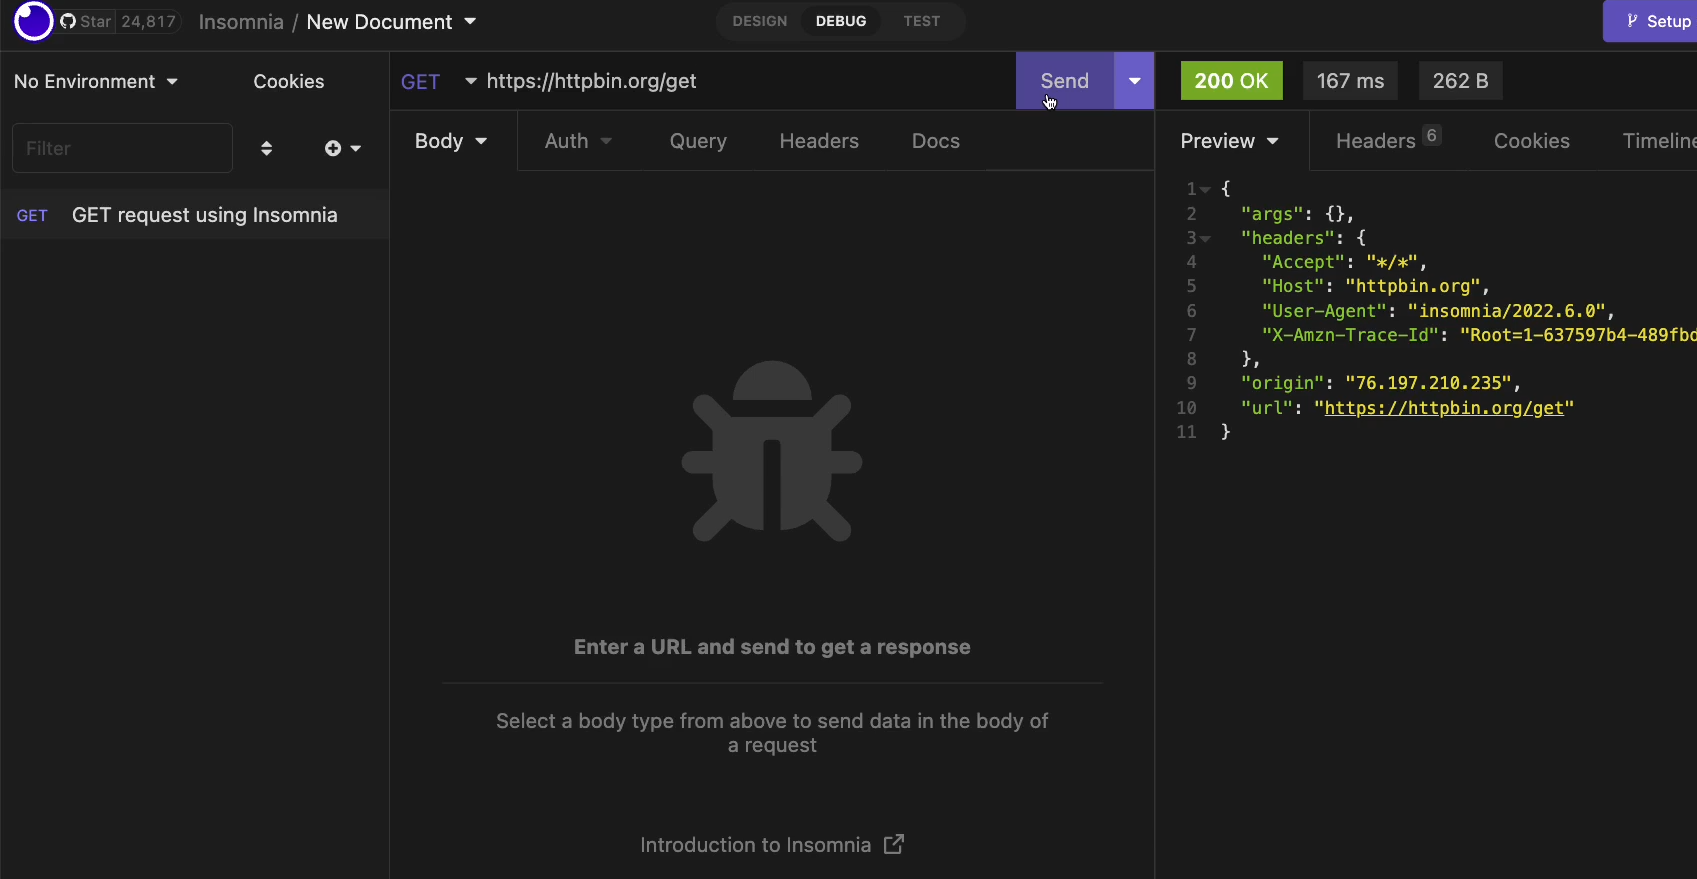 Star 24,817 Insomnia / New Document DESIGN DEBUG TEST Setup
No Environment Cookies
Filter
GET GET request using Insomnia
GET https://httpbin.org/get Send
Body Auth Query Headers Docs
Enter a URL and send to get a response
Select a body type from above to send data in the body of
a request
Introduction to Insomnia
200 OK 167 ms 262 B
Preview Headers 6 Cookies Timeline
1 {
2 "args": {},
3 "headers": {
4 "Accept": "*/*",
5 "Host": "httpbin.org",
6 "User-Agent": "insomnia/2022.6.0",
7 "X-Amzn-Trace-Id": "Root=1-637597b4-489fbd
8 },
9 "origin": "76.197.210.235",
10 "url": "https://httpbin.org/get"
11 }